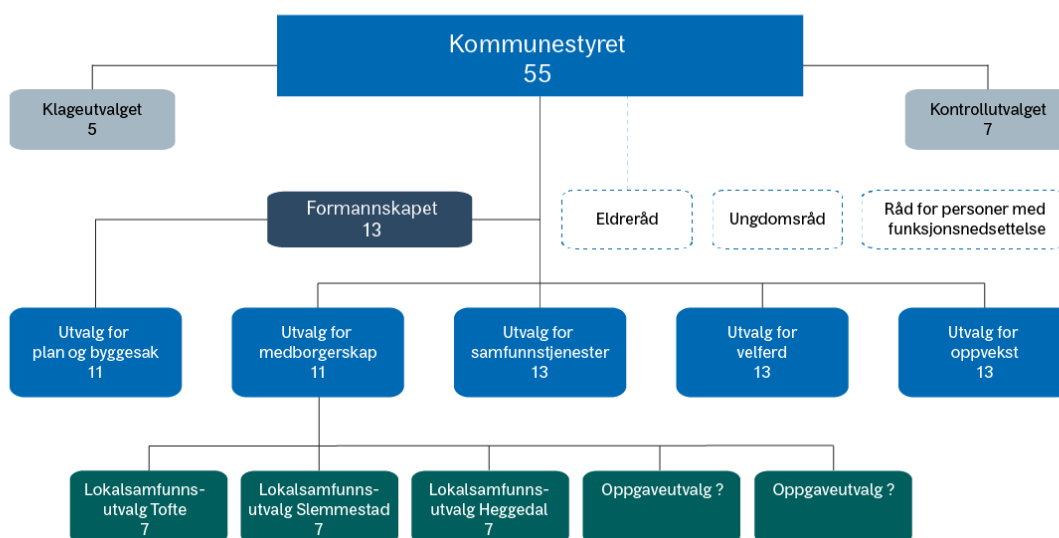 Kommunestyret
55
Klageutvalget
5
Kontrollutvalget
7
Formannskapet
13
Eldreråd
Ungdomsråd
Råd for personer med
funksjonsnedsettelse
Utvalg for
plan og byggesak
11
Utvalg for
medborgerskap
11
Utvalg for
samfunnstjenester
13
Utvalg for
velferd
13
Utvalg for
oppvekst
13
Lokalsamfunns-
utvalg Tofte
7
Lokalsamfunns-
utvalg Slemmestad
7
Lokalsamfunns-
utvalg Heggedal
7
Oppgaveutvalg ?
Oppgaveutvalg ?